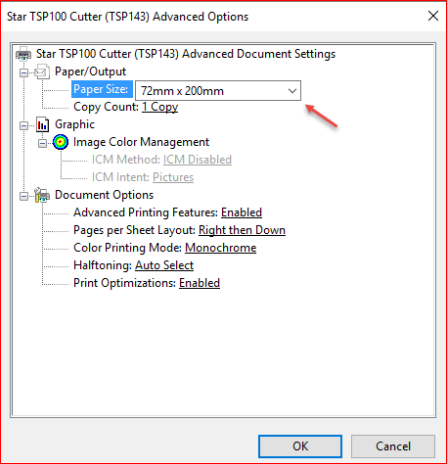 Star TSP100 Cutter (TSP143) Advanced Options
Star TSP100 Cutter (TSP143) Advanced Document Settings
Paper/Output
Paper Size: 72mm x 200mm
Copy Count: 1 Copy
Graphic
Image Color Management
ICM Method: ICM Disabled
ICM Intent: Pictures
Document Options
Advanced Printing Features: Enabled
Pages per Sheet Layout: Right then Down
Color Printing Mode: Monochrome
Halftoning: Auto Select
Print Optimizations: Enabled
OK Cancel